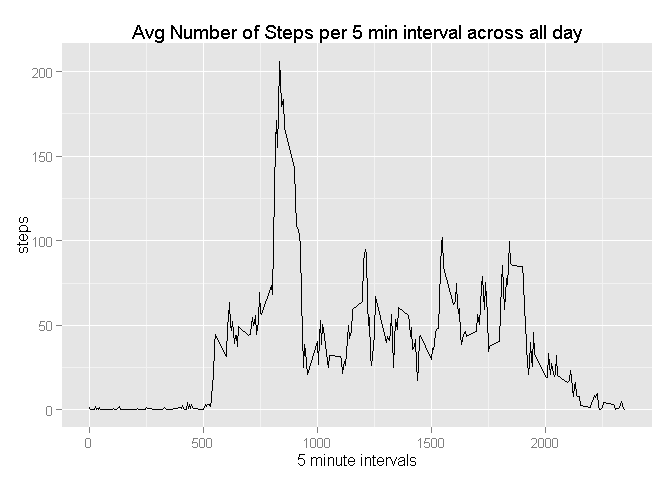 Avg Number of Steps per 5 min interval across all day
200
150
100
50
0
steps
0 500 1000 1500 2000
5 minute intervals